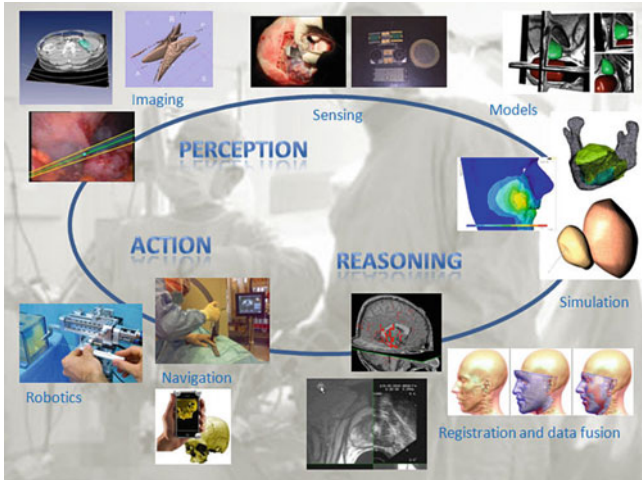 Imaging
Sensing
Models
PERCEPTION
ACTION
REASONING
Simulation
Robotics
Navigation
Registration and data fusion